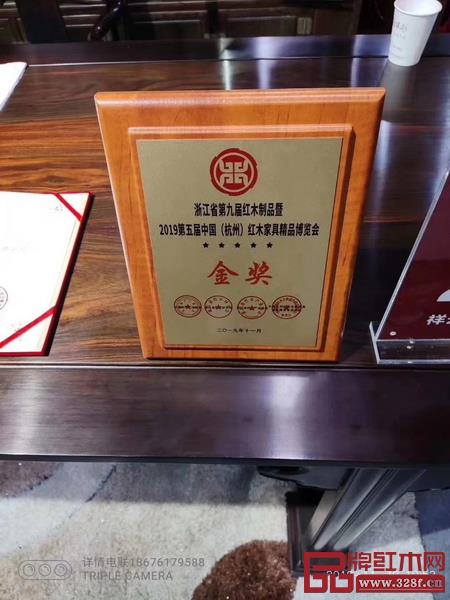 浙江省第九届红木制品暨
2019第五届中国（杭州）红木家具精品博览会
★★★★★
金奖
二〇一九年十一月
祥
详情电联18676179588
TRIPLE CAMERA
品牌红木网
www.328f.cn